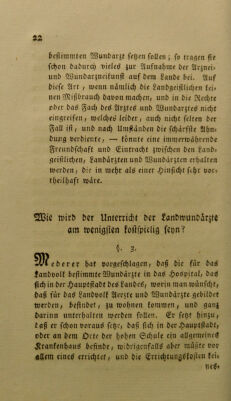 22
bestimmten Wundarzt setzen sollen; so tragen sie
schon dadurch vieles zur Aufnahme der Arznei-
und Wundarzneikunst auf dem Lande bei. Auf
diese Art, wenn nämlich die Landgeistlichen kei-
nen Mißbrauch davon machen, und in die Rechte
oder das Fach des Arztes und Wundarztes nicht
eingreifen, welches aber, auch nicht selten der
Fall ist, und nach Umständen die schärfste Ahn-
dung verdiente, — könnte eine immerwährende
Freundschaft und Eintracht zwischen den Land-
geistlichen, Landärzten und Wundärzten erhalten
werden, die in mehr als einer Hinsicht sehr vor-
theilhaft wäre.
Wie wird der Unterricht der Landwundärzte
am wenigsten kostspielig seyn?
§. 3.
Mederer hat vorgeschlagen, daß die für das
Landvolk bestimmte Wundärzte in das Hospital, das
sich in der Hauptstadt des Landes, worin man wünscht,
daß für das Landvolk Aerzte und Wundärzte gebildet
werden, befindet, zu wohnen kommen, und ganz
darinn unterhalten werden sollen. Er setzt hinzu,
daß er schon voraus setze, daß sich in der Hauptstadt,
oder an dem Orte der hohen Schule ein allgemeines
Krankenhaus befinde, widrigenfalls aber müßte vor
allem eines errichtet, und die Errichtungskosten kei-
nes-